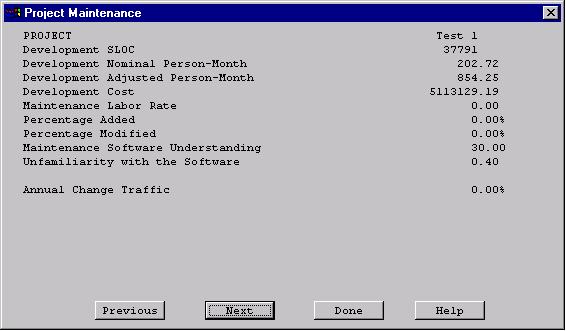 Project Maintenance
PROJECT Test 1
Development SLOC 37791
Development Nominal Person-Month 202.72
Development Adjusted Person-Month 854.25
Development Cost 5113129.19
Maintenance Labor Rate 0.00
Percentage Added 0.00%
Percentage Modified 0.00%
Maintenance Software Understanding 30.00
Unfamiliarity with the Software 0.40
Annual Change Traffic 0.00%
Previous Next Done Help